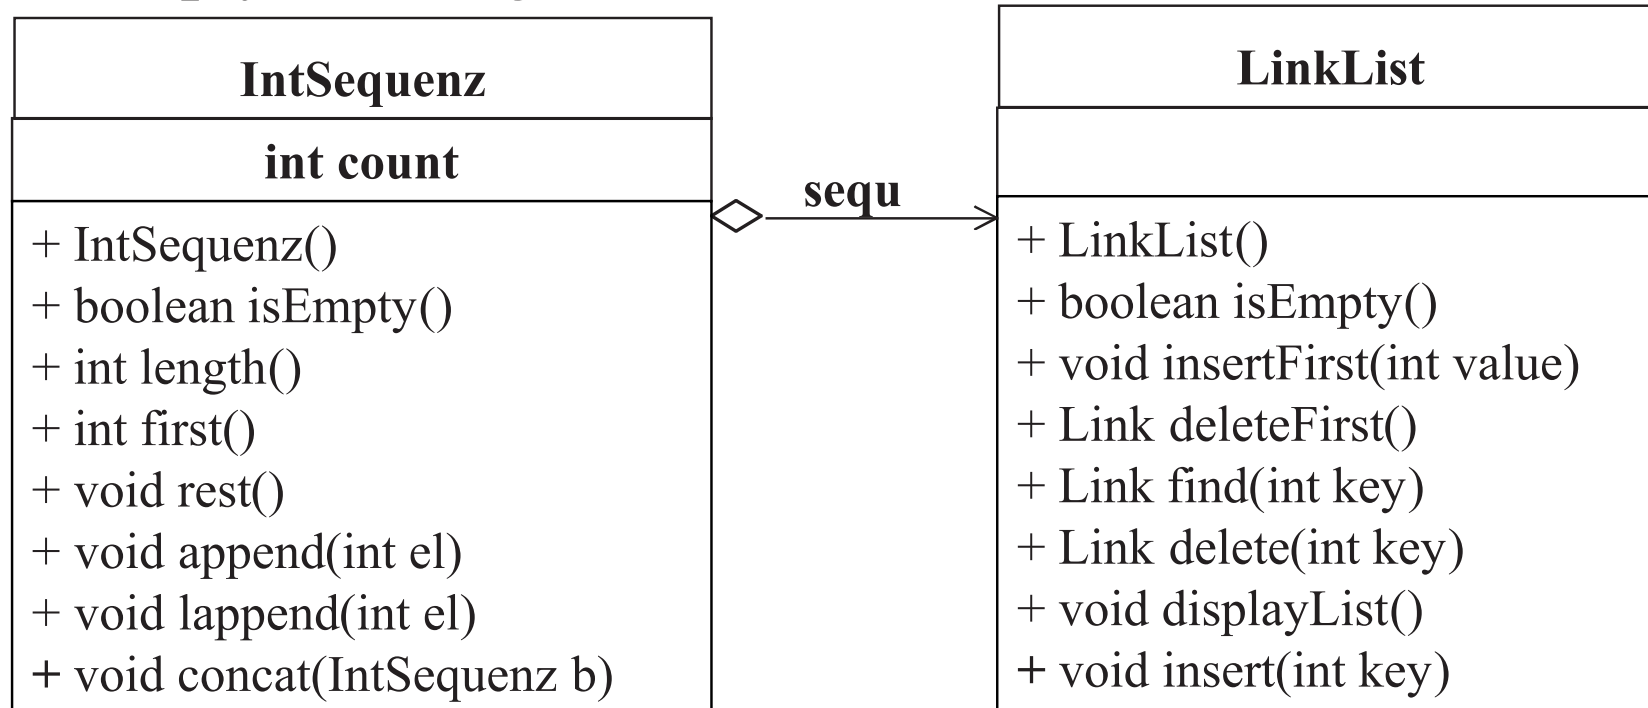 IntSequenz
int count
+ IntSequenz()
+ boolean isEmpty()
+ int length()
+ int first()
+ void rest()
+ void append(int el)
+ void lappend(int el)
+ void concat(IntSequenz b)
sequ
LinkList
+ LinkList()
+ boolean isEmpty()
+ void insertFirst(int value)
+ Link deleteFirst()
+ Link find(int key)
+ Link delete(int key)
+ void displayList()
+ void insert(int key)